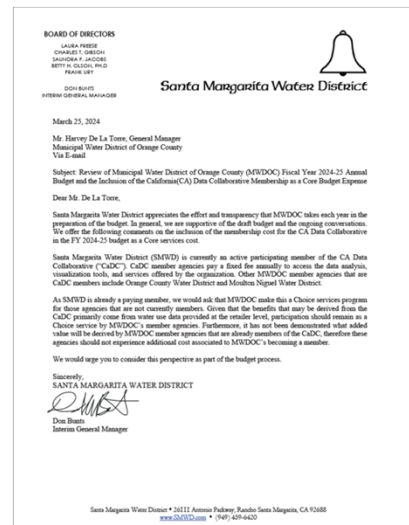 BOARD OF DIRECTORS
LAURA FREESE
CHARLES T. GIBSON
SAUNDRA F. JACOBS
BETTY H. OLSON, PH.D
FRANK URY
DON BUNTS
INTERIM GENERAL MANAGER
Santa Margarita Water District
March 25, 2024
Mr. Harvey De La Torre, General Manager
Municipal Water District of Orange County
Via E-mail
Subject: Review of Municipal Water District of Orange County (MWDOC) Fiscal Year 2024-25 Annual
Budget and the Inclusion of the California(CA) Data Collaborative Membership as a Core Budget Expense
Dear Mr. De La Torre,
Santa Margarita Water District appreciates the effort and transparency that MWDOC takes each year in the
preparation of the budget. In general, we are supportive of the draft budget and the ongoing conversations.
We offer the following comments on the inclusion of the membership cost for the CA Data Collaborative
in the FY 2024-25 budget as a Core services cost.
Santa Margarita Water District (SMWD) is currently an active participating member of the CA Data
Collaborative ("CaDC"). CaDC member agencies pay a fixed fee annually to access the data analysis,
visualization tools, and services offered by the organization. Other MWDOC member agencies that are
CaDC members include Orange County Water District and Moulton Niguel Water District.
As SMWD is already a paying member, we would ask that MWDOC make this a Choice services program
for those agencies that are not currently members. Given that the benefits that may be derived from the
CaDC primarily come from water use data provided at the retailer level, participation should remain as a
Choice service by MWDOC's member agencies. Furthermore, it has not been demonstrated what added
value will be derived by MWDOC member agencies that are already members of the CaDC, therefore these
agencies should not experience additional cost associated to MWDOC's becoming a member.
We would urge you to consider this perspective as part of the budget process.
Sincerely,
SANTA MARGARITA WATER DISTRICT
Don Bunts
Interim General Manager
Santa Margarita Water District • 26111 Antonio Parkway, Rancho Santa Margarita, CA 92688
www.SMWD.com • (949) 459-6420